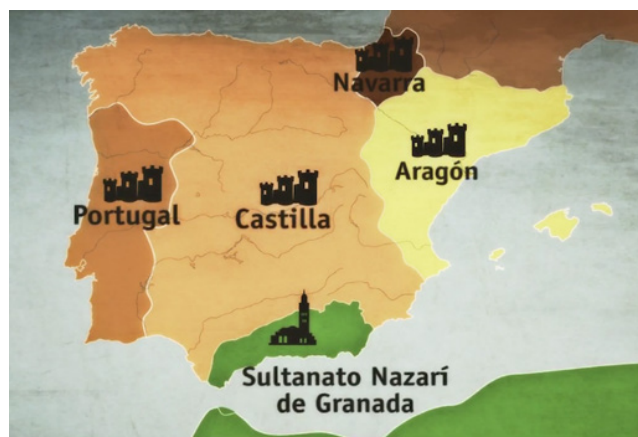 Navarra
Aragón
Portugal
Castilla
Sultanato Nazarí
de Granada